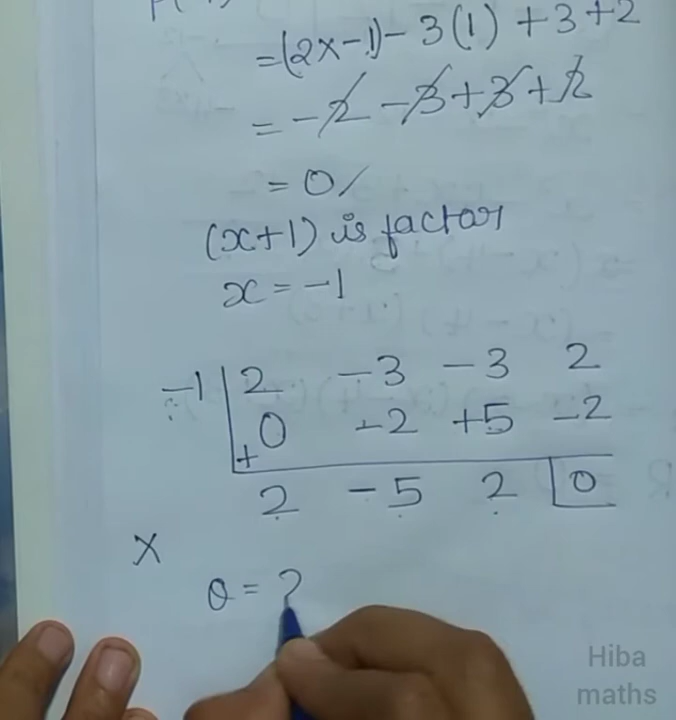 =(2x-1)-3(1)+3+2
=-2-3+3+2
=0/
(x+1) is factor
x=-1
-1 2 -3 -3 2
+0 -2 +5 -2
2 -5 2 0
X
Q=2
Hiba
maths